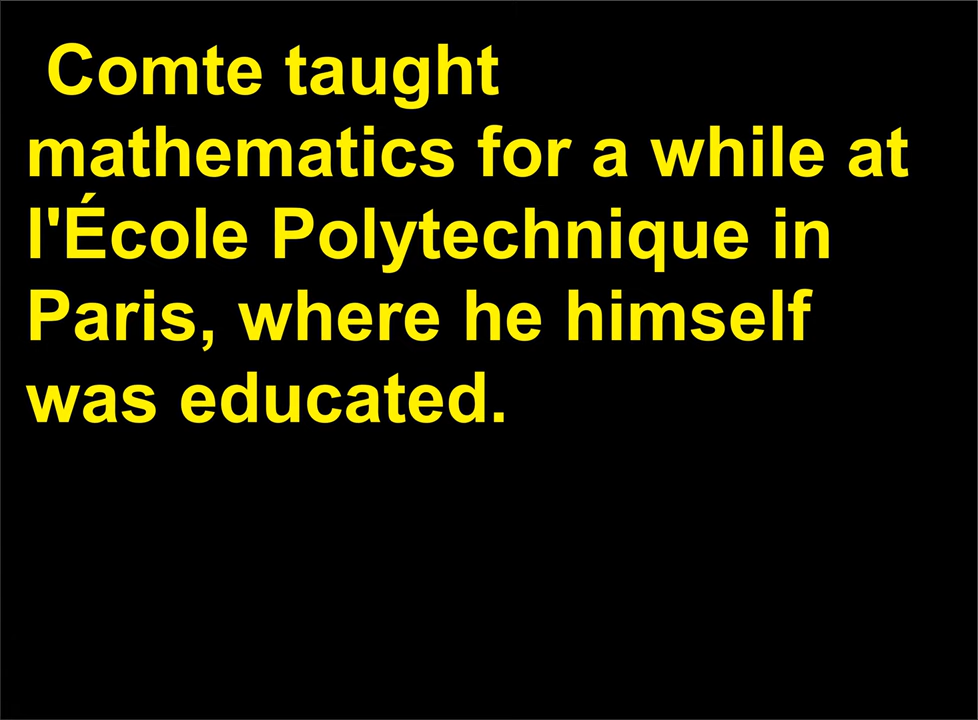 Comte taught
mathematics for a while at
l'École Polytechnique in
Paris, where he himself
was educated.